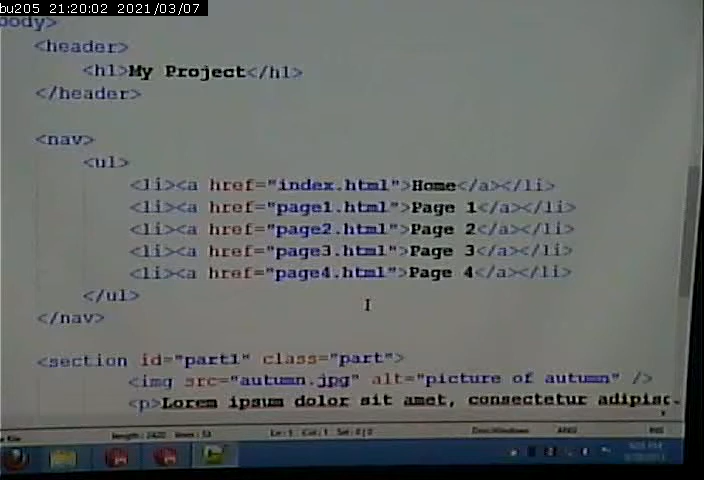 bu205 21:20:02 2021/03/07
body>
<header>
<h1>My Project</h1>
</header>
<nav>
<ul>
<li><a href="index.html">Home</a></li>
<li><a href="page1.html">Page 1</a></li>
<li><a href="page2.html">Page 2</a></li>
<li><a href="page3.html">Page 3</a></li>
<li><a href="page4.html">Page 4</a></li>
</ul>
</nav>
<section id="part1" class="part">
<img src="autumn.jpg" alt="picture of autumn" />
<p>Lorem ipsum dolor sit amet, consectetur adipisc